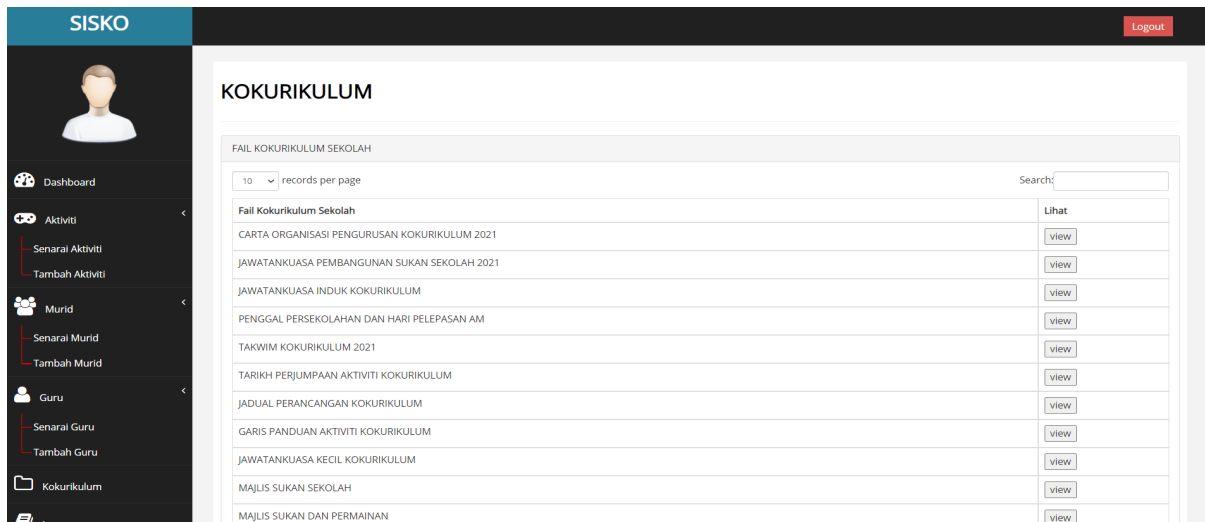 SISKO
Logout
KOKURIKULUM
FAIL KOKURIKULUM SEKOLAH
Dashboard
10 records per page
Search:
Aktiviti
Fail Kokurikulum Sekolah Lihat
CARTA ORGANISASI PENGURUSAN KOKURIKULUM 2021 view
Senarai Aktiviti
JAWATANKUASA PEMBANGUNAN SUKAN SEKOLAH 2021 view
Tambah Aktiviti
JAWATANKUASA INDUK KOKURIKULUM view
Murid
PENGGAL PERSEKOLAHAN DAN HARI PELEPASAN AM view
Senarai Murid
TAKWIM KOKURIKULUM 2021 view
Tambah Murid
TARIKH PERJUMPAAN AKTIVITI KOKURIKULUM view
Guru
JADUAL PERANCANGAN KOKURIKULUM view
Senarai Guru
GARIS PANDUAN AKTIVITI KOKURIKULUM view
Tambah Guru
JAWATANKUASA KECIL KOKURIKULUM view
Kokurikulum
MAJLIS SUKAN SEKOLAH view
MAJLIS SUKAN DAN PERMAINAN view